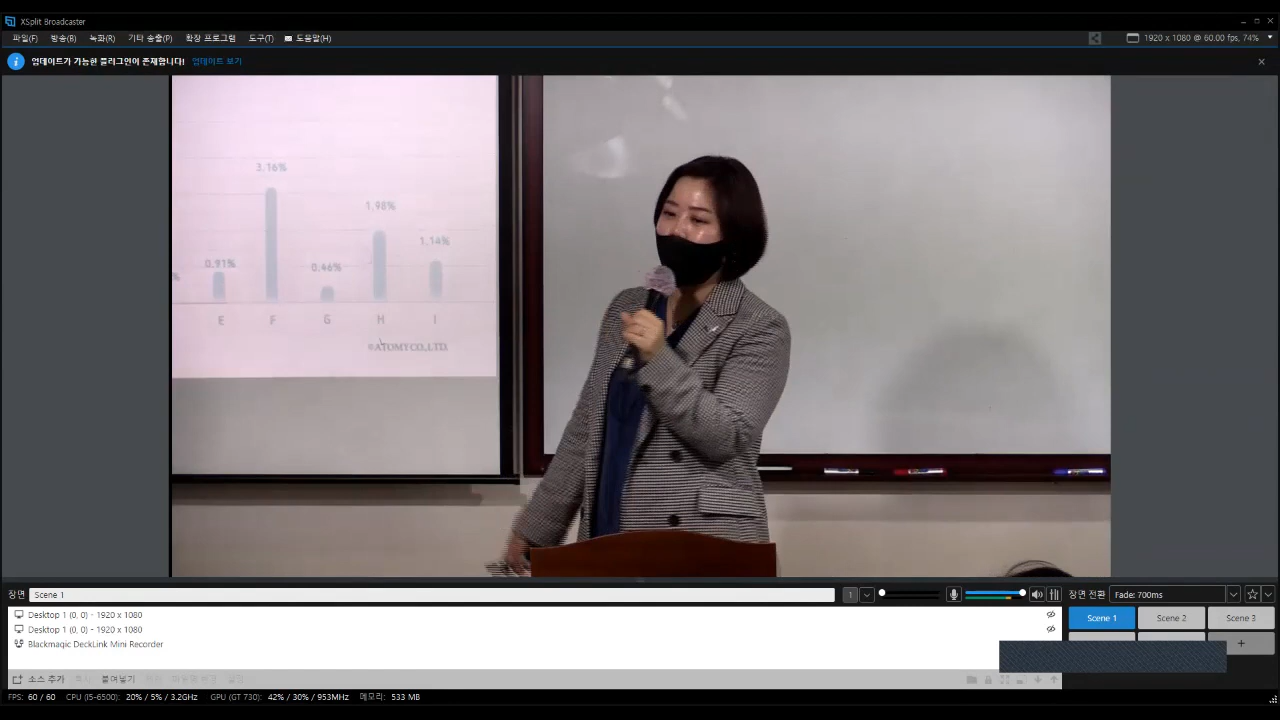 XSplit Broadcaster
파일(F) 방송(B) 녹화(R) 기타 송출(P) 확장 프로그램 도구(T) 도움말(H) 1920 x 1080 @ 60.00 fps, 74%
업데이트가 가능한 플러그인이 존재합니다! 업데이트 보기
3.16%
1.98%
1.14%
0.91% 0.46%
%
E F G H I
©ATOMY CO., LTD.
장면 Scene 1 1 장면 전환 Fade: 700ms
Desktop 1 (0, 0) - 1920 x 1080 Scene 1 Scene 2 Scene 3
Desktop 1 (0, 0) - 1920 x 1080
Blackmagic DeckLink Mini Recorder
소스 추가 붙여넣기
FPS: 60 / 60 CPU (I5-6500): 20% / 5% / 3.2GHz GPU (GT 730): 42% / 30% / 953MHz 메모리: 533 MB